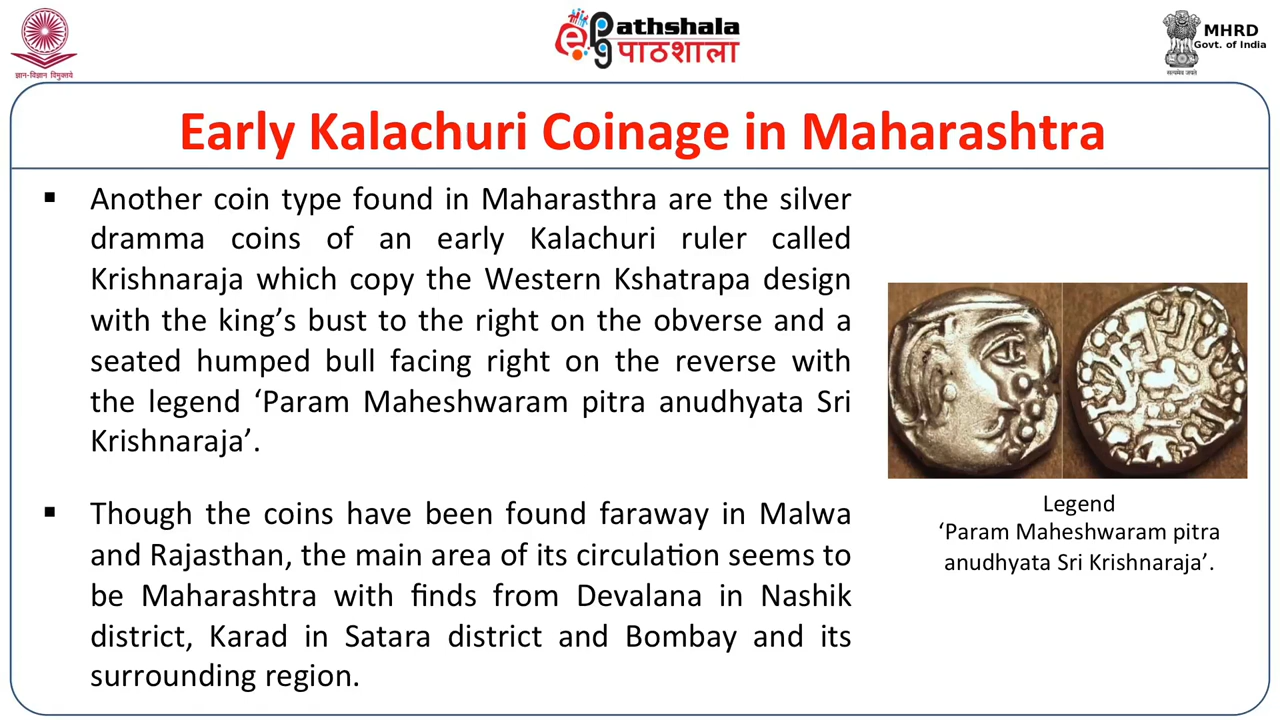 ज्ञान-विज्ञान विमुक्तये
ePathshala
पाठशाला
MHRD
Govt. of India
सत्यमेव जयते
Early Kalachuri Coinage in Maharashtra
▪ Another coin type found in Maharasthra are the silver
dramma coins of an early Kalachuri ruler called
Krishnaraja which copy the Western Kshatrapa design
with the king’s bust to the right on the obverse and a
seated humped bull facing right on the reverse with
the legend ‘Param Maheshwaram pitra anudhyata Sri
Krishnaraja’.
▪ Though the coins have been found faraway in Malwa
and Rajasthan, the main area of its circulation seems to
be Maharashtra with finds from Devalana in Nashik
district, Karad in Satara district and Bombay and its
surrounding region.
Legend
‘Param Maheshwaram pitra
anudhyata Sri Krishnaraja’.